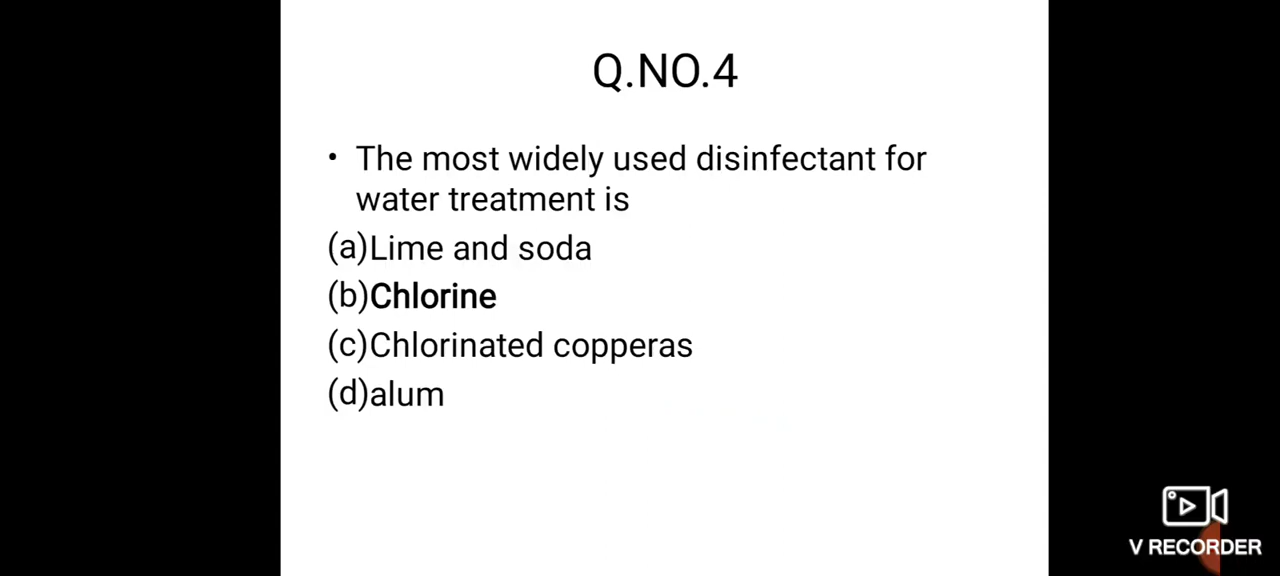 Q.NO.4
• The most widely used disinfectant for
water treatment is
(a)Lime and soda
(b)Chlorine
(c)Chlorinated copperas
(d)alum
V RECORDER